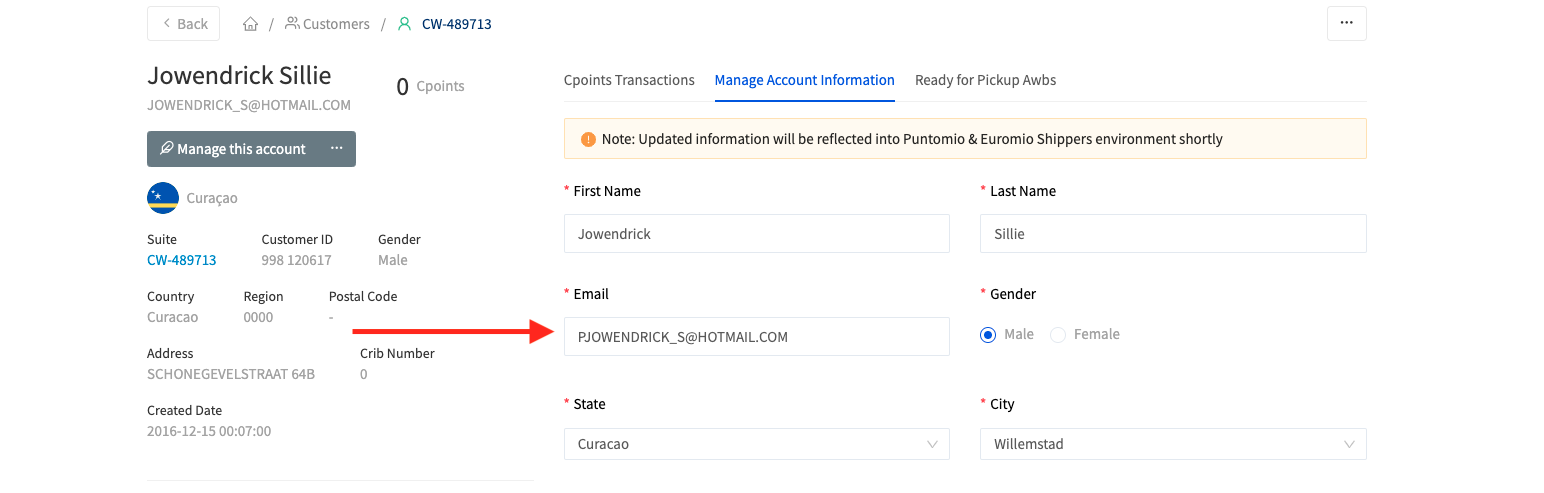 Back / Customers / CW-489713 ...
Jowendrick Sillie
JOWENDRICK_S@HOTMAIL.COM
0 Cpoints
Manage this account ...
Curaçao
Suite Customer ID Gender
CW-489713 998 120617 Male
Country Region Postal Code
Curacao 0000 -
Address Crib Number
SCHONEGEVELSTRAAT 64B 0
Created Date
2016-12-15 00:07:00
Cpoints Transactions Manage Account Information Ready for Pickup Awbs
Note: Updated information will be reflected into Puntomio & Euromio Shippers environment shortly
* First Name * Last Name
Jowendrick Sillie
* Email * Gender
PJOWENDRICK_S@HOTMAIL.COM Male Female
* State * City
Curacao Willemstad